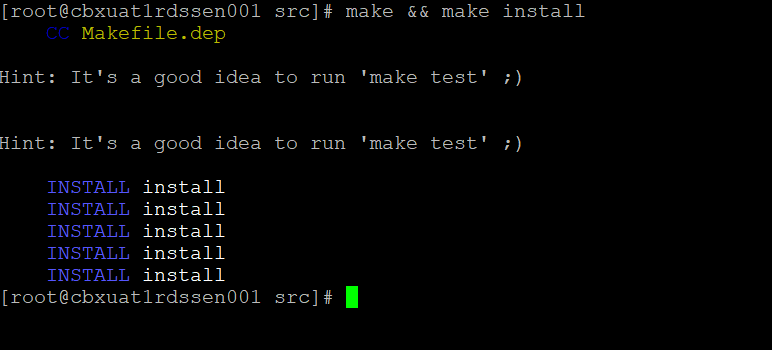 [root@cbxuat1rdssen001 src]# make && make install
CC Makefile.dep
Hint: It's a good idea to run 'make test' ;)
Hint: It's a good idea to run 'make test' ;)
INSTALL install
INSTALL install
INSTALL install
INSTALL install
INSTALL install
[root@cbxuat1rdssen001 src]#